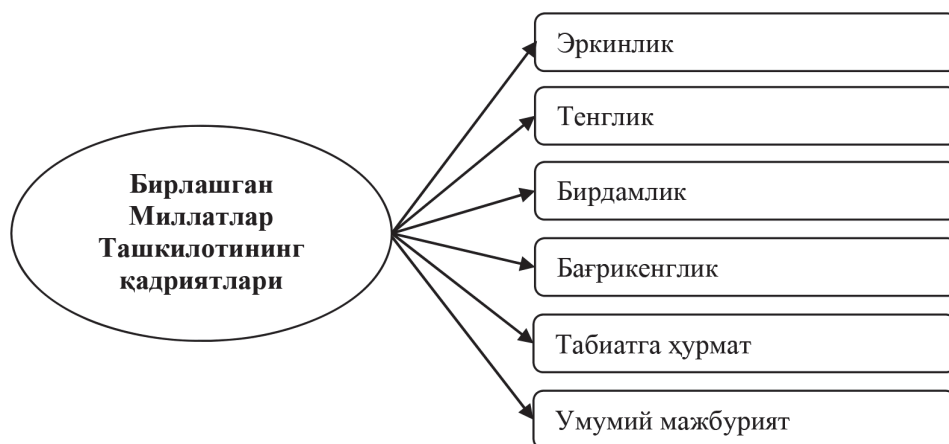 Бирлашган
Миллатлар
Ташкилотининг
қадриятлари
Эркинлик
Тенглик
Бирдамлик
Бағрикенглик
Табиатга ҳурмат
Умумий мажбурият